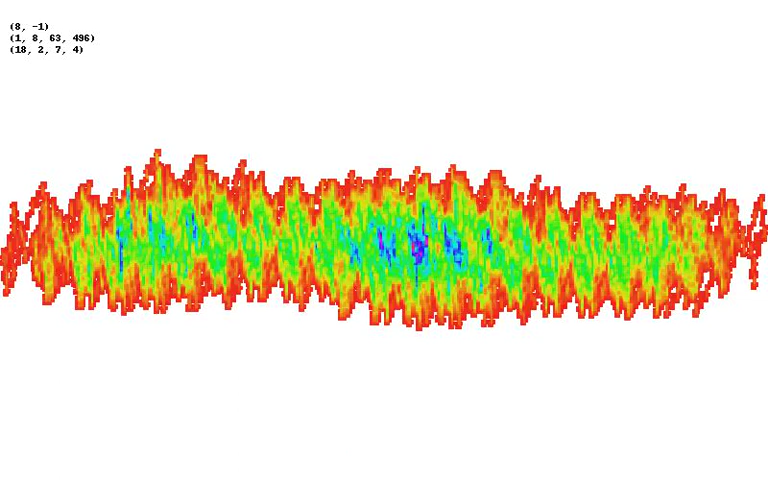 (8, -1)
(1, 8, 63, 496)
(18, 2, 7, 4)